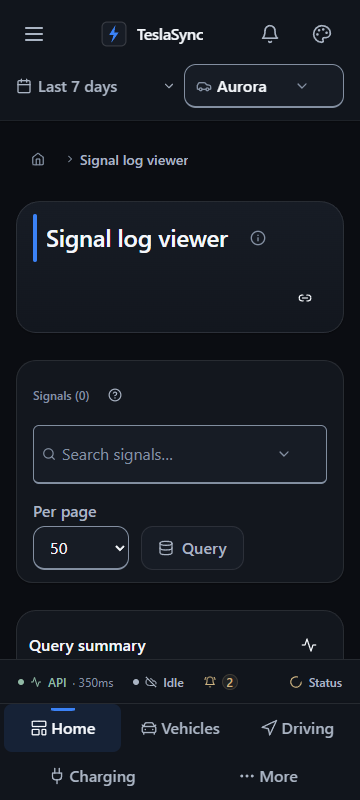 TeslaSync
Last 7 days
Aurora
Signal log viewer
Signal log viewer
Signals (0)
Search signals...
Per page
50
Query
Query summary
API · 350ms
Idle
2
Status
Home
Vehicles
Driving
Charging
More